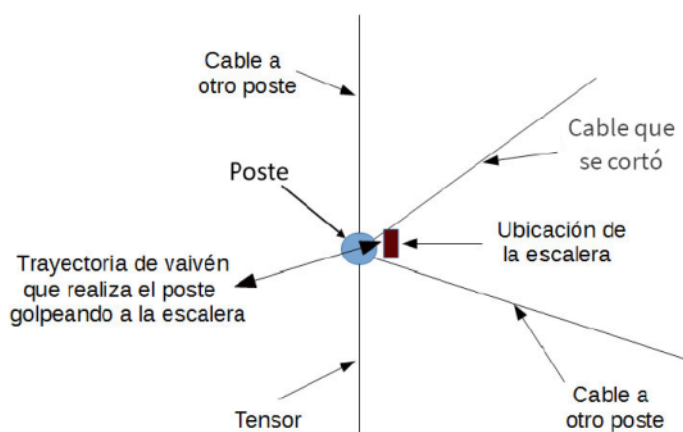 Cable a
otro poste
Cable que
se cortó
Poste
Ubicación de
la escalera
Trayectoria de vaivén
que realiza el poste
golpeando a la escalera
Tensor
Cable a
otro poste